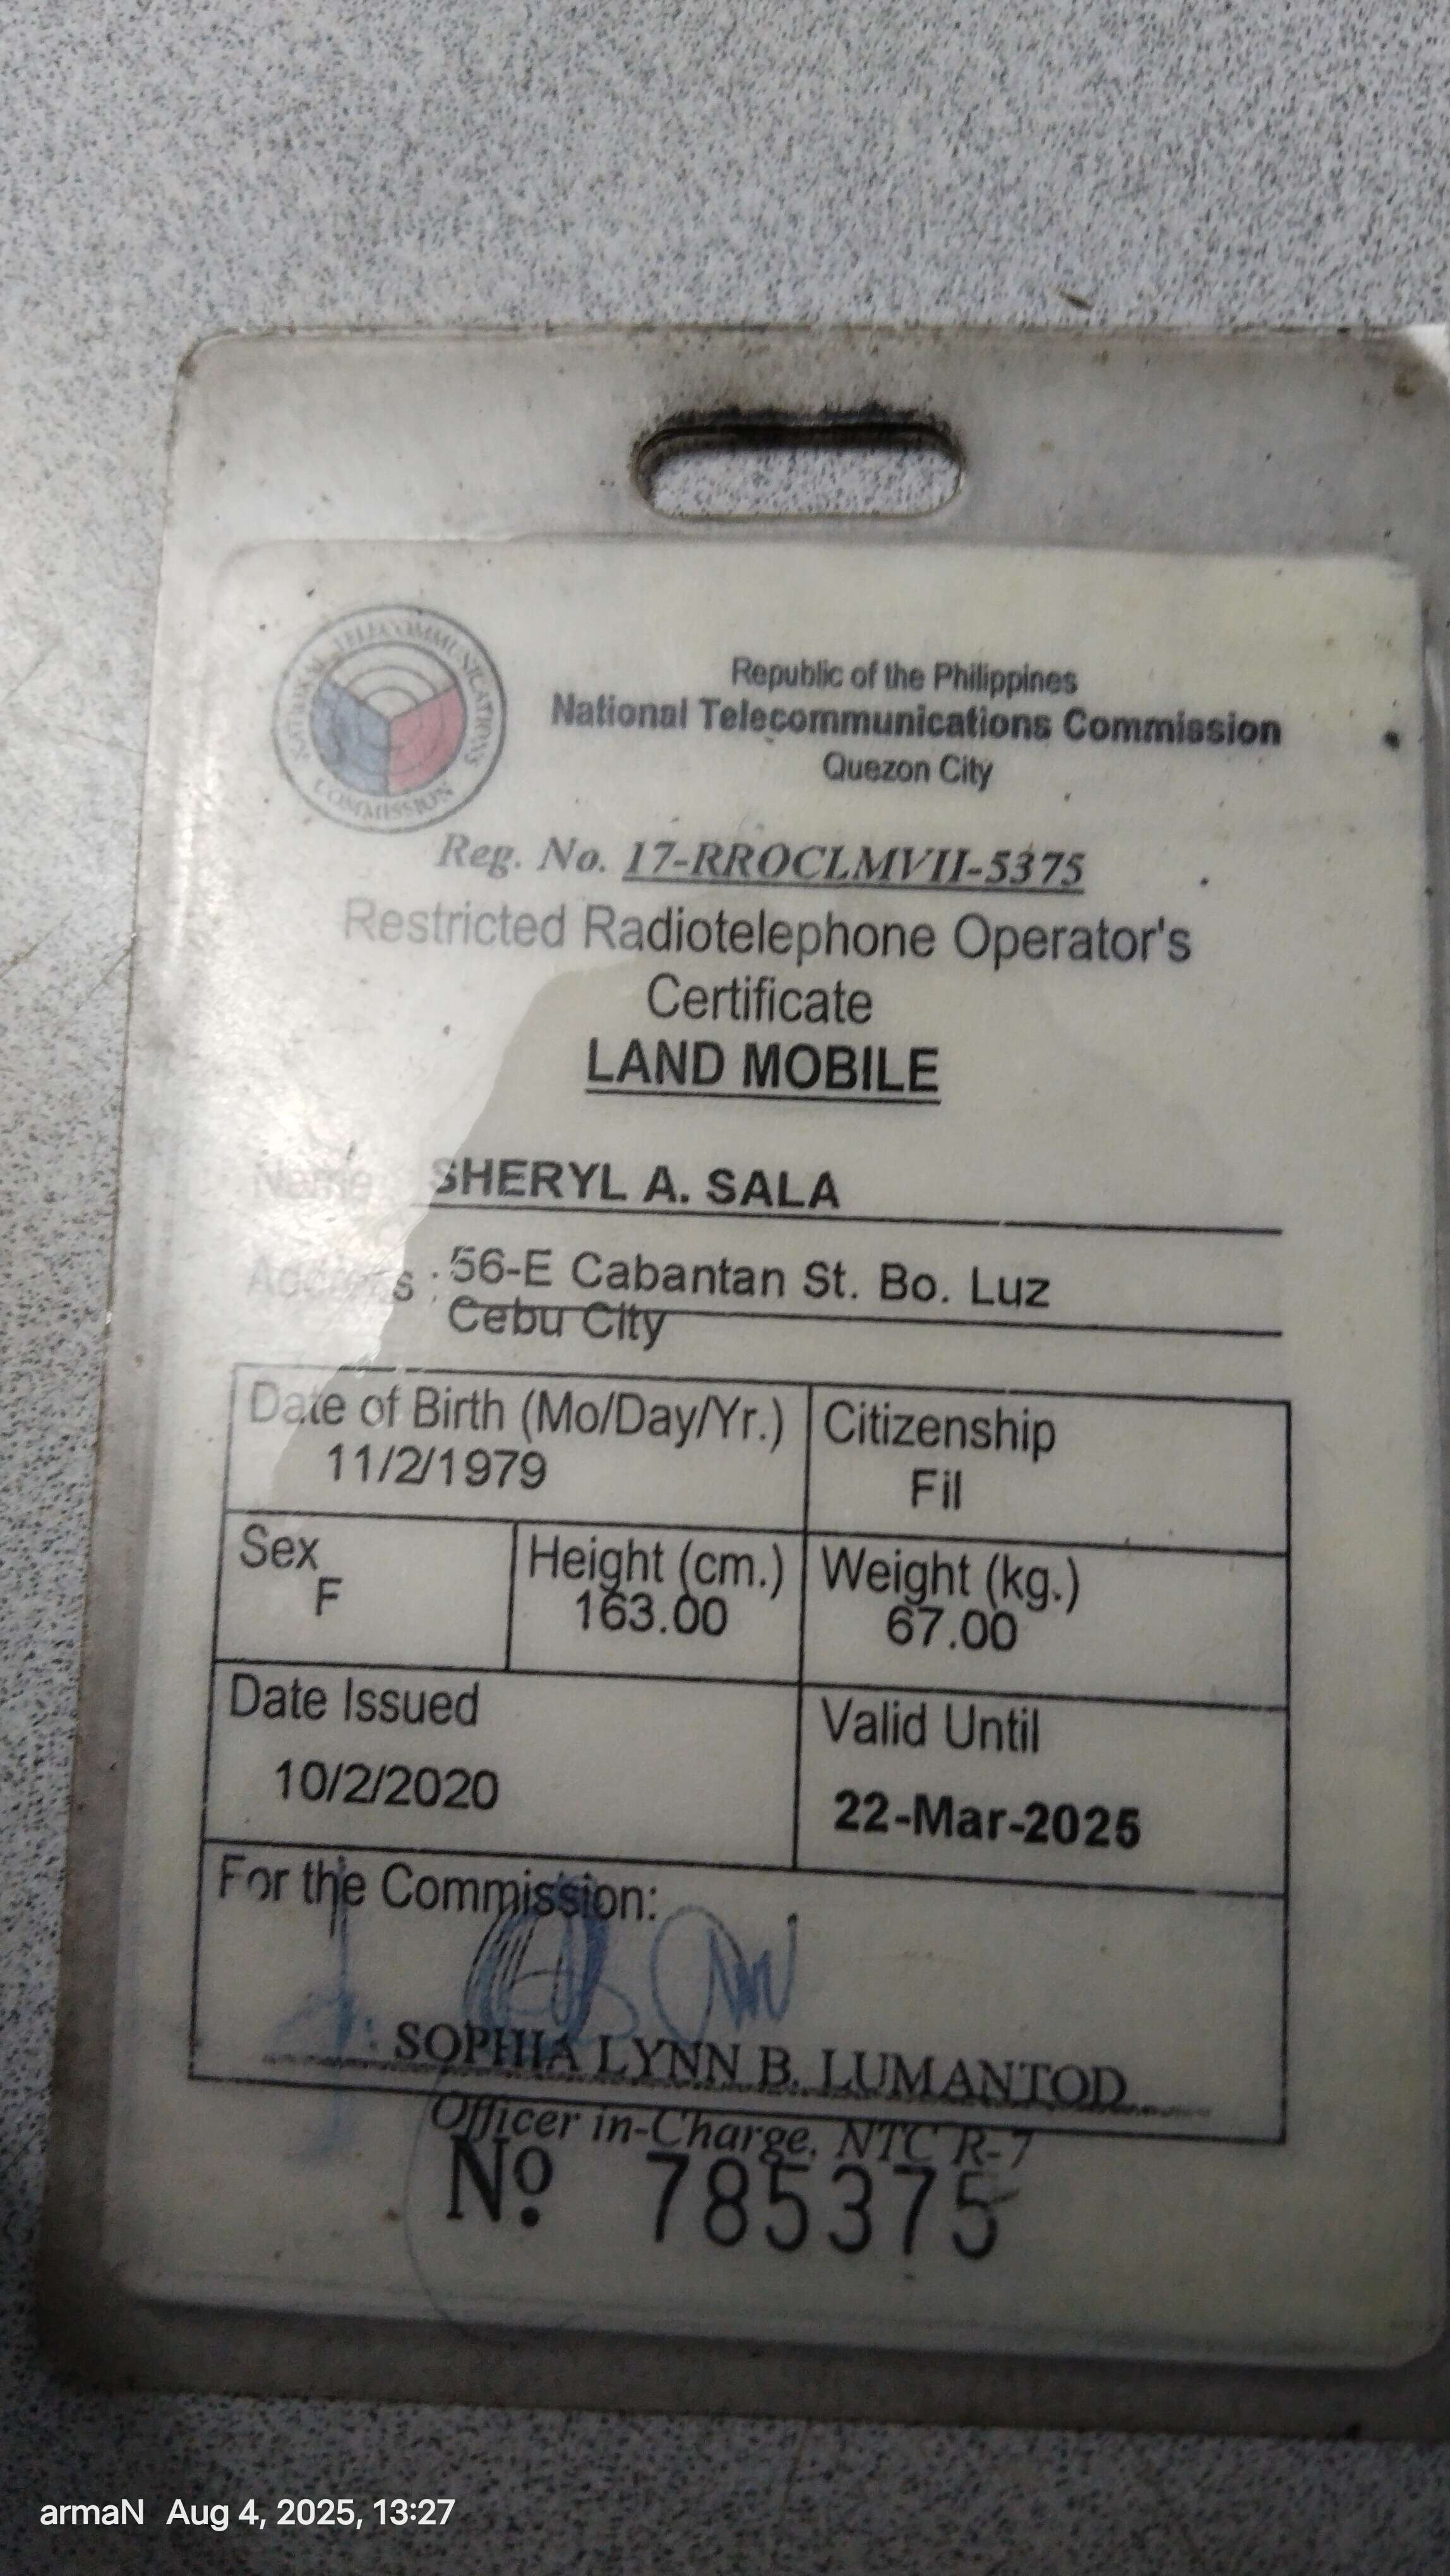 NATIONAL TELECOMMUNICATIONS COMMISSION
Republic of the Philippines
National Telecommunications Commission
Quezon City
Reg. No. 17-RROCLMVII-5375
Restricted Radiotelephone Operator's
Certificate
LAND MOBILE
Name SHERYL A. SALA
Address : 56-E Cabantan St. Bo. Luz
Cebu City
Date of Birth (Mo/Day/Yr.) Citizenship
11/2/1979 Fil
Sex Height (cm.) Weight (kg.)
F 163.00 67.00
Date Issued Valid Until
10/2/2020 22-Mar-2025
For the Commission:
SOPHIA LYNN B. LUMANTOD
Officer in-Charge, NTC R-7
Nº 785375
armaN Aug 4, 2025, 13:27